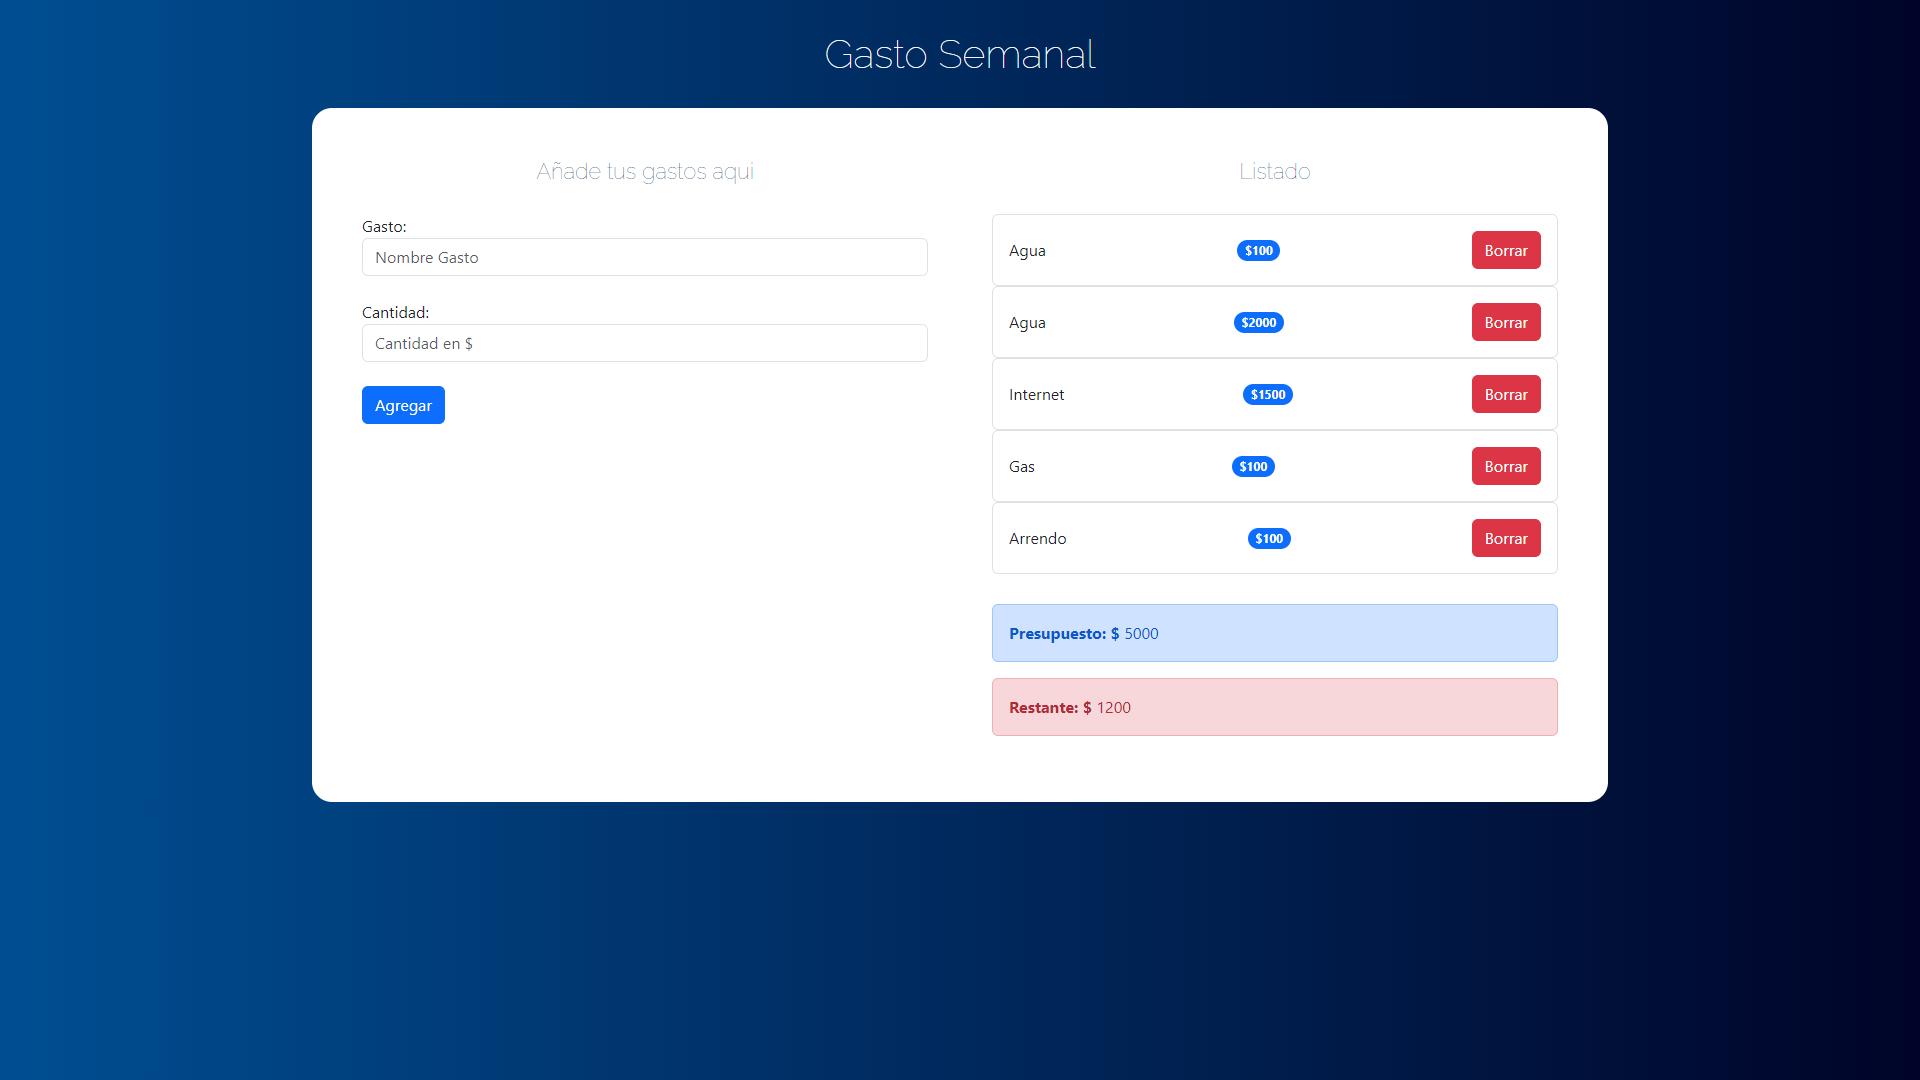 Gasto Semanal
Añade tus gastos aqui
Gasto:
Nombre Gasto
Cantidad:
Cantidad en $
Agregar
Listado
Agua $100 Borrar
Agua $2000 Borrar
Internet $1500 Borrar
Gas $100 Borrar
Arrendo $100 Borrar
Presupuesto: $ 5000
Restante: $ 1200